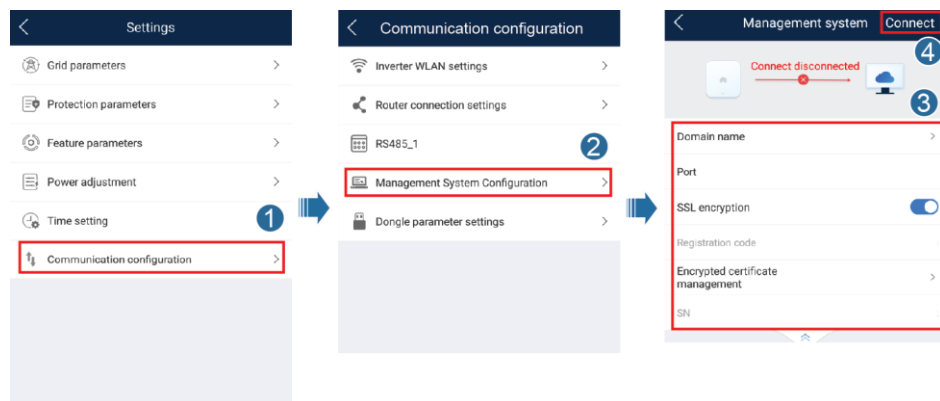 Settings
Grid parameters
Protection parameters
Feature parameters
Power adjustment
Time setting
1
Communication configuration
Communication configuration
Inverter WLAN settings
Router connection settings
RS485_1
2
Management System Configuration
Dongle parameter settings
Management system Connect
4
Connect disconnected
3
Domain name
Port
SSL encryption
Registration code
Encrypted certificate
management
SN